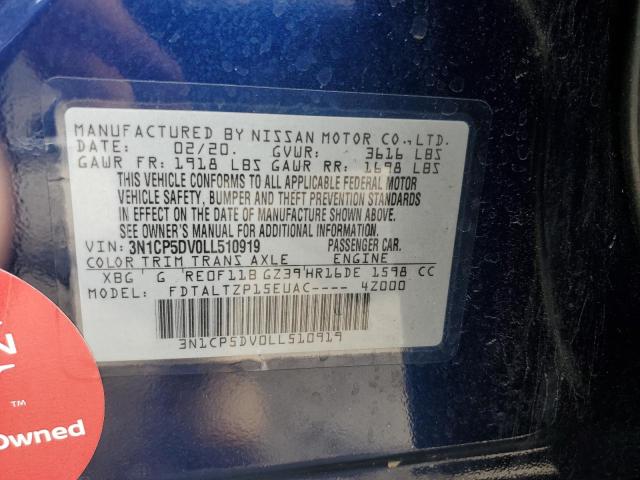 MANUFACTURED BY NISSAN MOTOR CO., LTD.
DATE: 02/20. GVWR: 3616 LBS
GAWR FR: 1918 LBS GAWR RR: 1698 LBS
THIS VEHICLE CONFORMS TO ALL APPLICABLE FEDERAL MOTOR
VEHICLE SAFETY, BUMPER AND THEFT PREVENTION STANDARDS
IN EFFECT ON THE DATE OF MANUFACTURE SHOWN ABOVE.
SEE OWNER'S MANUAL FOR ADDITIONAL INFORMATION.
VIN: 3N1CP5DV0LL510919 PASSENGER CAR.
COLOR TRIM TRANS AXLE ENGINE
XBG G RE0F11B GZ39 HR16DE 1598 CC
MODEL: FDTALTZP15EUAC---- 4Z000
3N1CP5DV0LL510919
TM
Owned